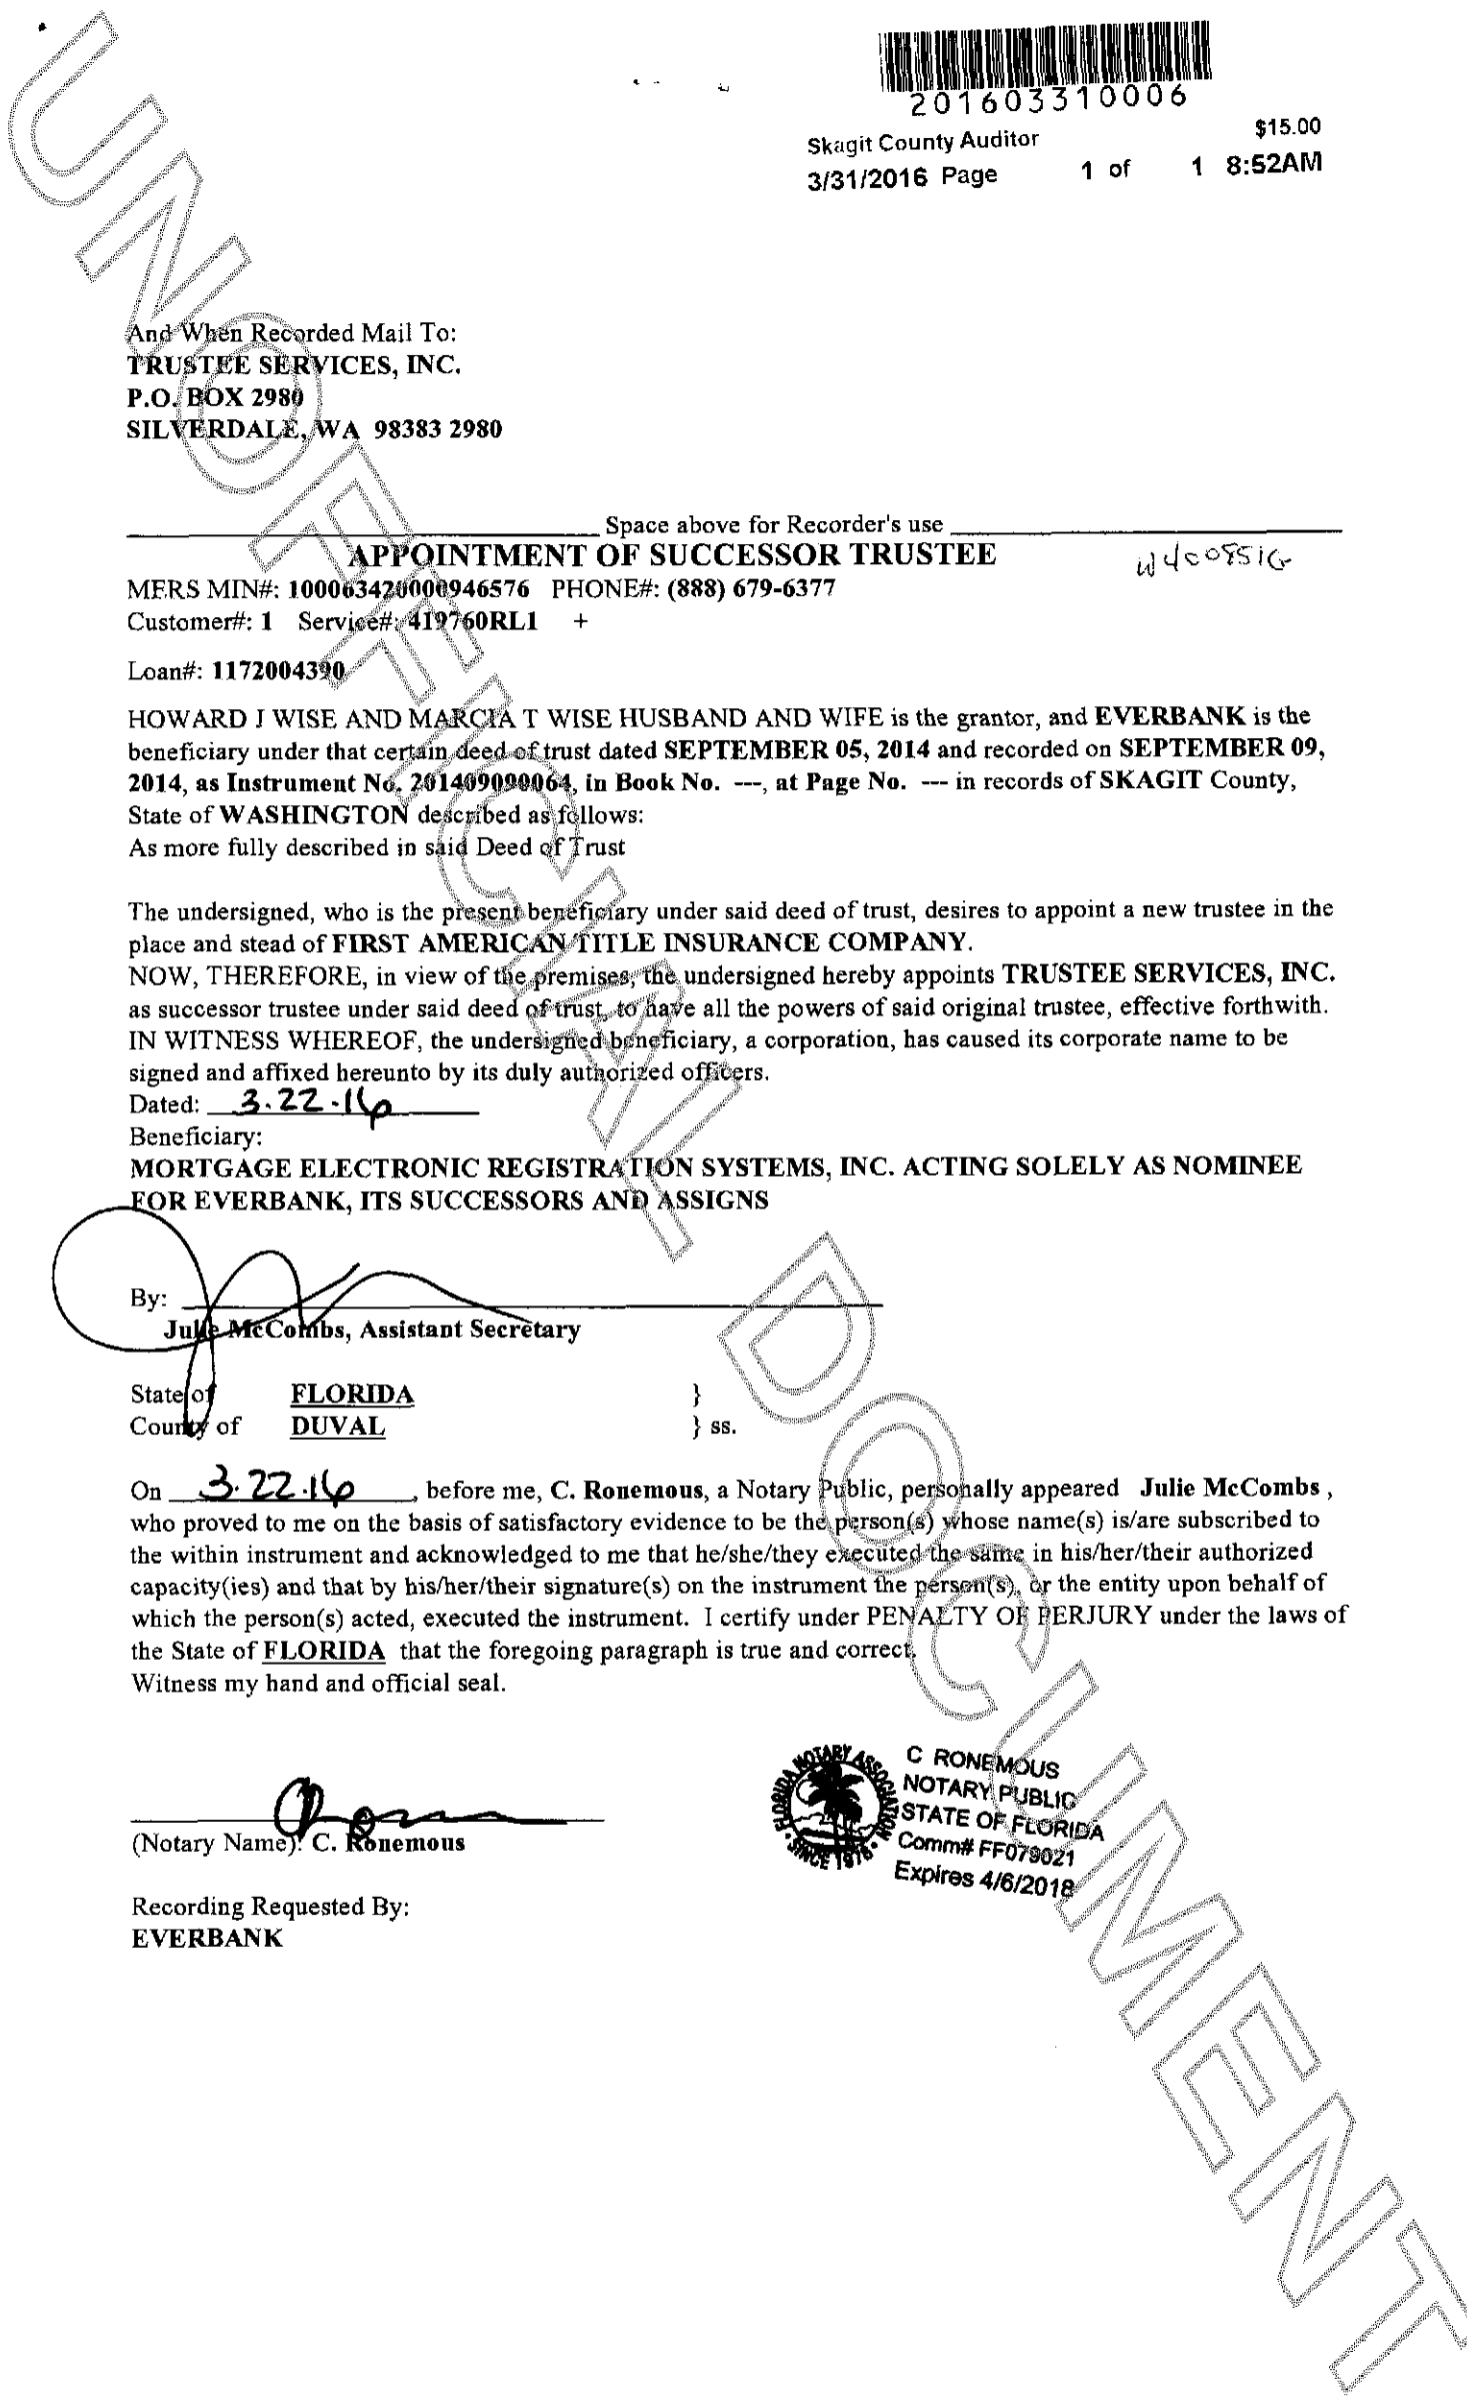 201603310006
Skagit County Auditor $15.00
3/31/2016 Page 1 of 1 8:52AM
And When Recorded Mail To:
TRUSTEE SERVICES, INC.
P.O. BOX 2980
SILVERDALE, WA 98383 2980
Space above for Recorder's use
APPOINTMENT OF SUCCESSOR TRUSTEE
MERS MIN#: 100063420000946576 PHONE#: (888) 679-6377
Customer#: 1 Service#: 419760RL1 +
Loan#: 1172004390
HOWARD J WISE AND MARCIA T WISE HUSBAND AND WIFE is the grantor, and EVERBANK is the
beneficiary under that certain deed of trust dated SEPTEMBER 05, 2014 and recorded on SEPTEMBER 09,
2014, as Instrument No. 201409090064, in Book No. ---, at Page No. --- in records of SKAGIT County,
State of WASHINGTON described as follows:
As more fully described in said Deed of Trust
The undersigned, who is the present beneficiary under said deed of trust, desires to appoint a new trustee in the
place and stead of FIRST AMERICAN TITLE INSURANCE COMPANY.
NOW, THEREFORE, in view of the premises, the undersigned hereby appoints TRUSTEE SERVICES, INC.
as successor trustee under said deed of trust, to have all the powers of said original trustee, effective forthwith.
IN WITNESS WHEREOF, the undersigned beneficiary, a corporation, has caused its corporate name to be
signed and affixed hereunto by its duly authorized officers.
Dated: 3.22.16
Beneficiary:
MORTGAGE ELECTRONIC REGISTRATION SYSTEMS, INC. ACTING SOLELY AS NOMINEE
FOR EVERBANK, ITS SUCCESSORS AND ASSIGNS
By:
Julie McCombs, Assistant Secretary
State of FLORIDA }
County of DUVAL } ss.
On 3.22.16, before me, C. Ronemous, a Notary Public, personally appeared Julie McCombs ,
who proved to me on the basis of satisfactory evidence to be the person(s) whose name(s) is/are subscribed to
the within instrument and acknowledged to me that he/she/they executed the same in his/her/their authorized
capacity(ies) and that by his/her/their signature(s) on the instrument the person(s), or the entity upon behalf of
which the person(s) acted, executed the instrument. I certify under PENALTY OF PERJURY under the laws of
the State of FLORIDA that the foregoing paragraph is true and correct.
Witness my hand and official seal.
(Notary Name): C. Ronemous
FLORIDA NOTARY ASSOCIATION
SINCE 1978
C RONEMOUS
NOTARY PUBLIC
STATE OF FLORIDA
Comm# FF079021
Expires 4/6/2018
Recording Requested By:
EVERBANK
UNOFFICIAL DOCUMENT